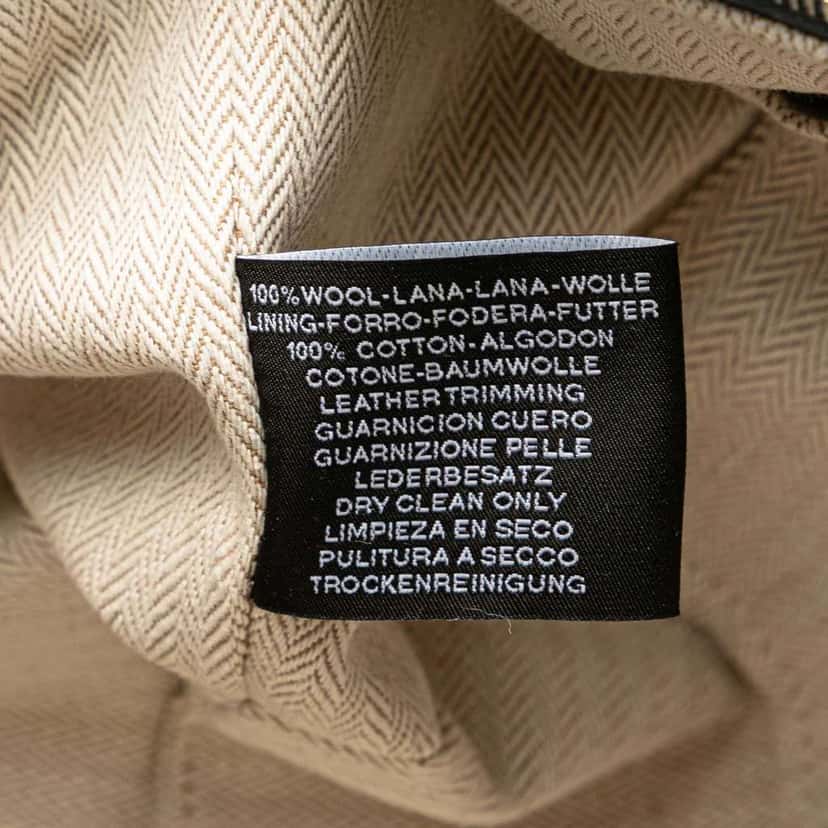 100% WOOL-LANA-LANA-WOLLE
LINING-FORRO-FODERA-FUTTER
100% COTTON-ALGODON
COTONE-BAUMWOLLE
LEATHER TRIMMING
GUARNICION CUERO
GUARNIZIONE PELLE
LEDERBESATZ
DRY CLEAN ONLY
LIMPIEZA EN SECO
PULITURA A SECCO
TROCKENREINIGUNG